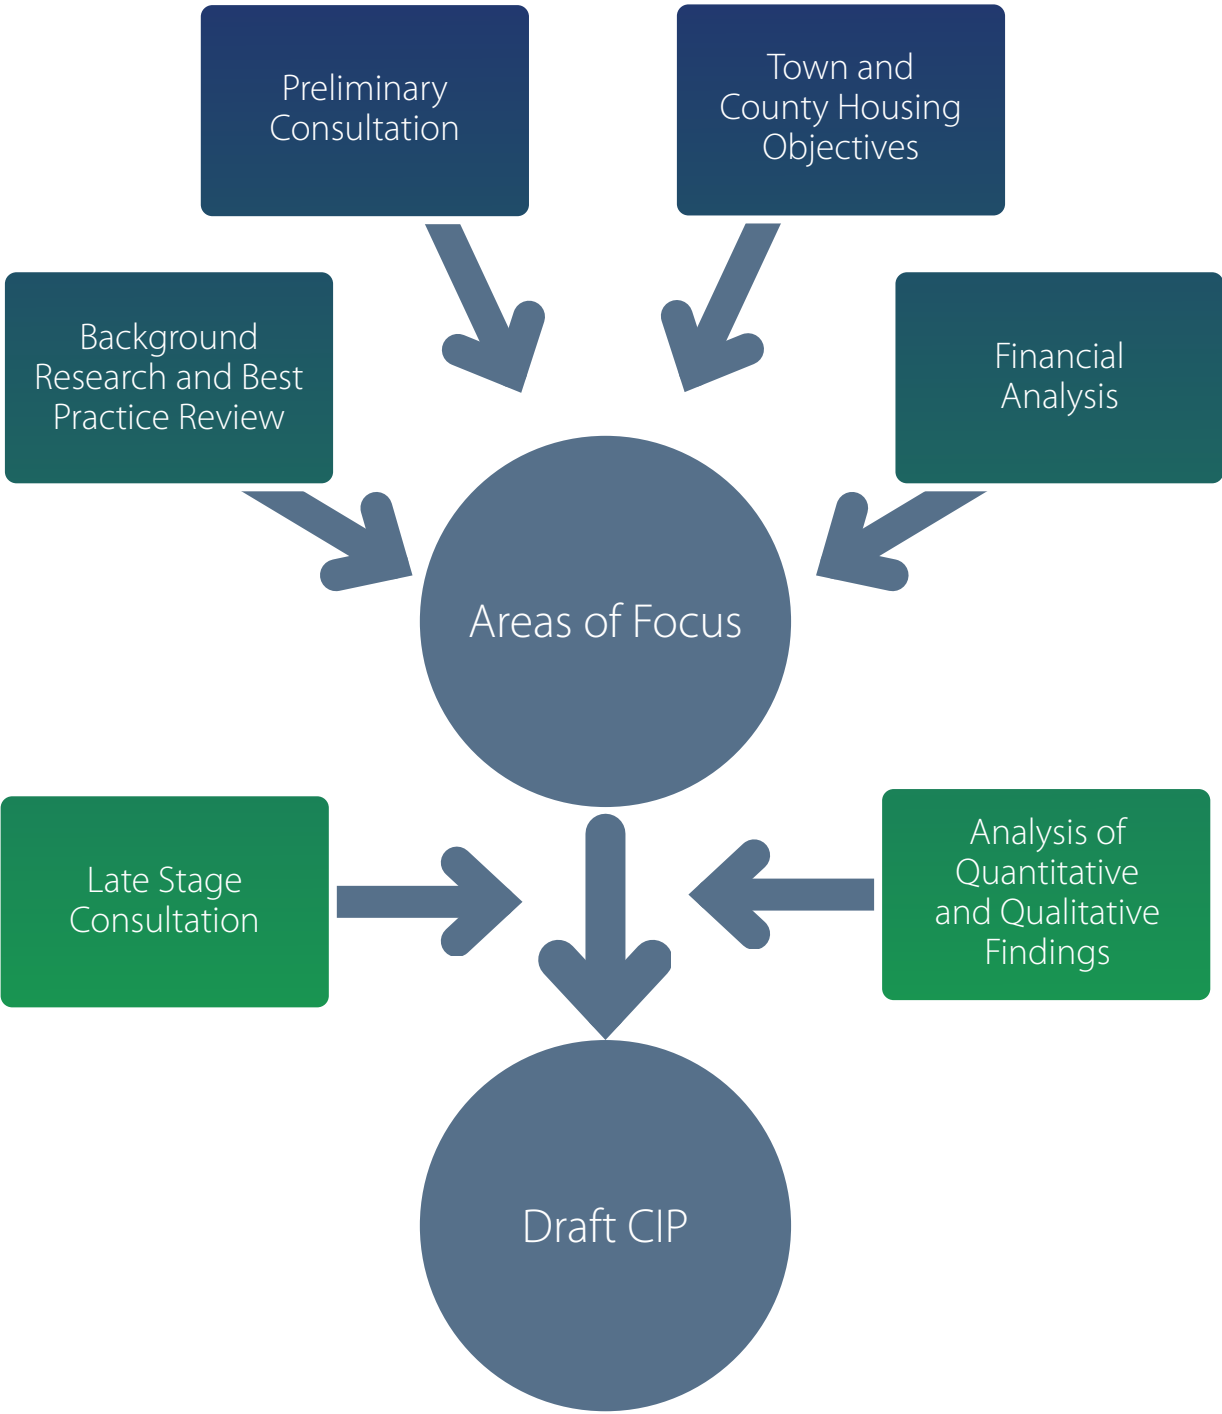 Preliminary
Consultation
Town and
County Housing
Objectives
Background
Research and Best
Practice Review
Financial
Analysis
Areas of Focus
Late Stage
Consultation
Analysis of
Quantitative
and Qualitative
Findings
Draft CIP